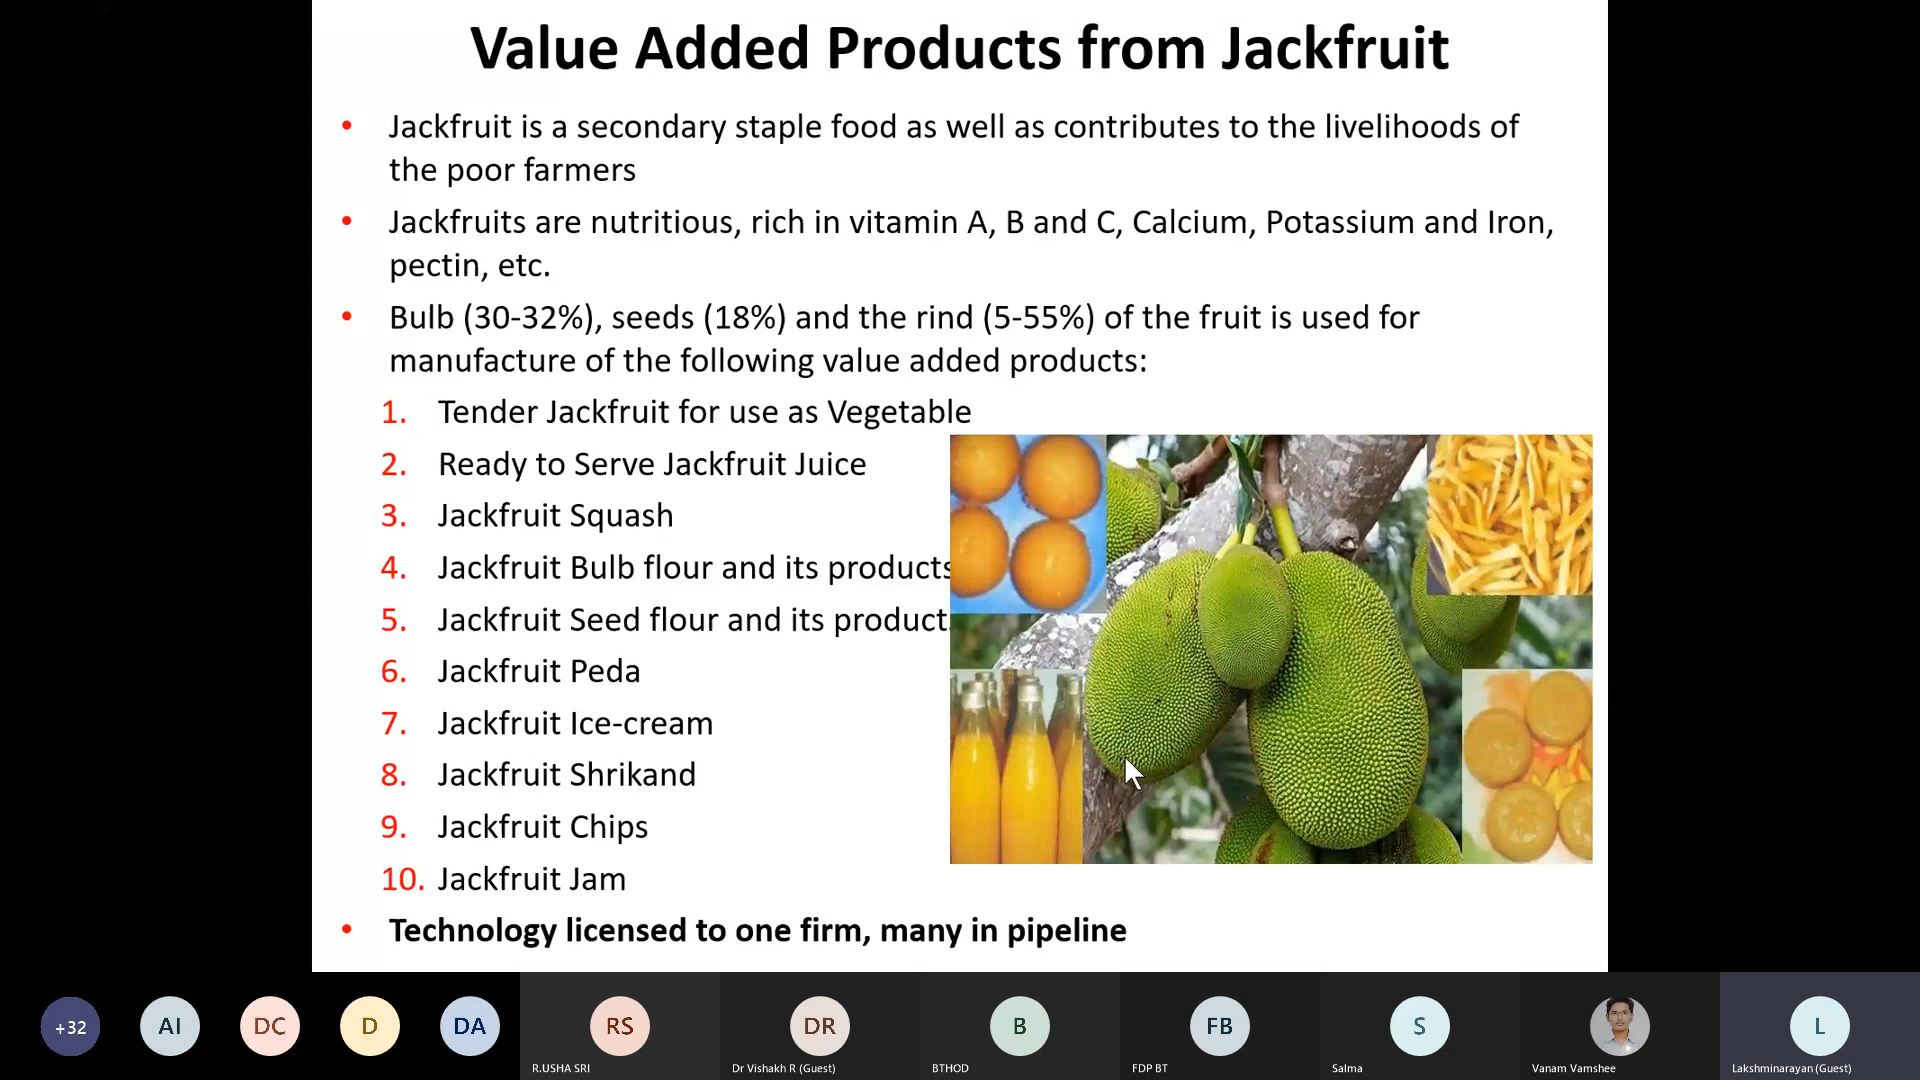 Value Added Products from Jackfruit
• Jackfruit is a secondary staple food as well as contributes to the livelihoods of
the poor farmers
• Jackfruits are nutritious, rich in vitamin A, B and C, Calcium, Potassium and Iron,
pectin, etc.
• Bulb (30-32%), seeds (18%) and the rind (5-55%) of the fruit is used for
manufacture of the following value added products:
1. Tender Jackfruit for use as Vegetable
2. Ready to Serve Jackfruit Juice
3. Jackfruit Squash
4. Jackfruit Bulb flour and its products
5. Jackfruit Seed flour and its product
6. Jackfruit Peda
7. Jackfruit Ice-cream
8. Jackfruit Shrikand
9. Jackfruit Chips
10. Jackfruit Jam
• Technology licensed to one firm, many in pipeline
+32 AI DC D DA RS DR B FB S L
R.USHA SRI Dr Vishakh R (Guest) BTHOD FDP BT Salma Vanam Vamshee Lakshminarayan (Guest)